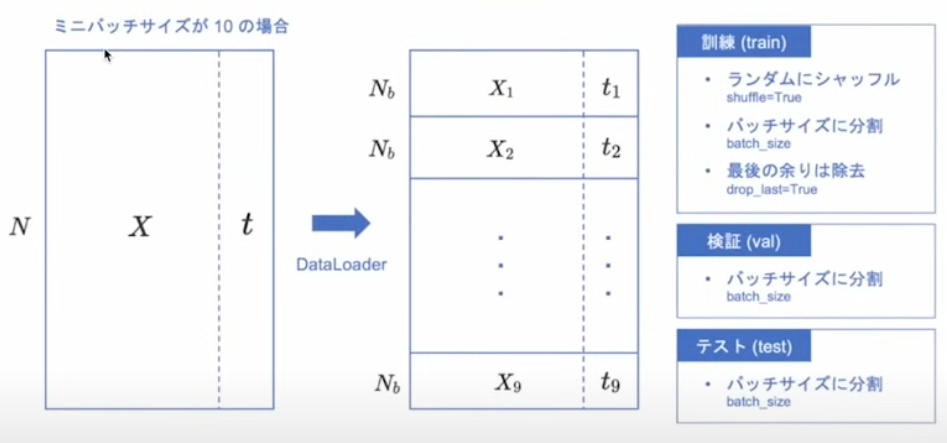 ミニバッチサイズが 10 の場合
N
X
t
DataLoader
N_b
X_1
t_1
N_b
X_2
t_2
N_b
X_9
t_9
訓練 (train)
• ランダムにシャッフル
shuffle=True
• バッチサイズに分割
batch_size
• 最後の余りは除去
drop_last=True
検証 (val)
• バッチサイズに分割
batch_size
テスト (test)
• バッチサイズに分割
batch_size